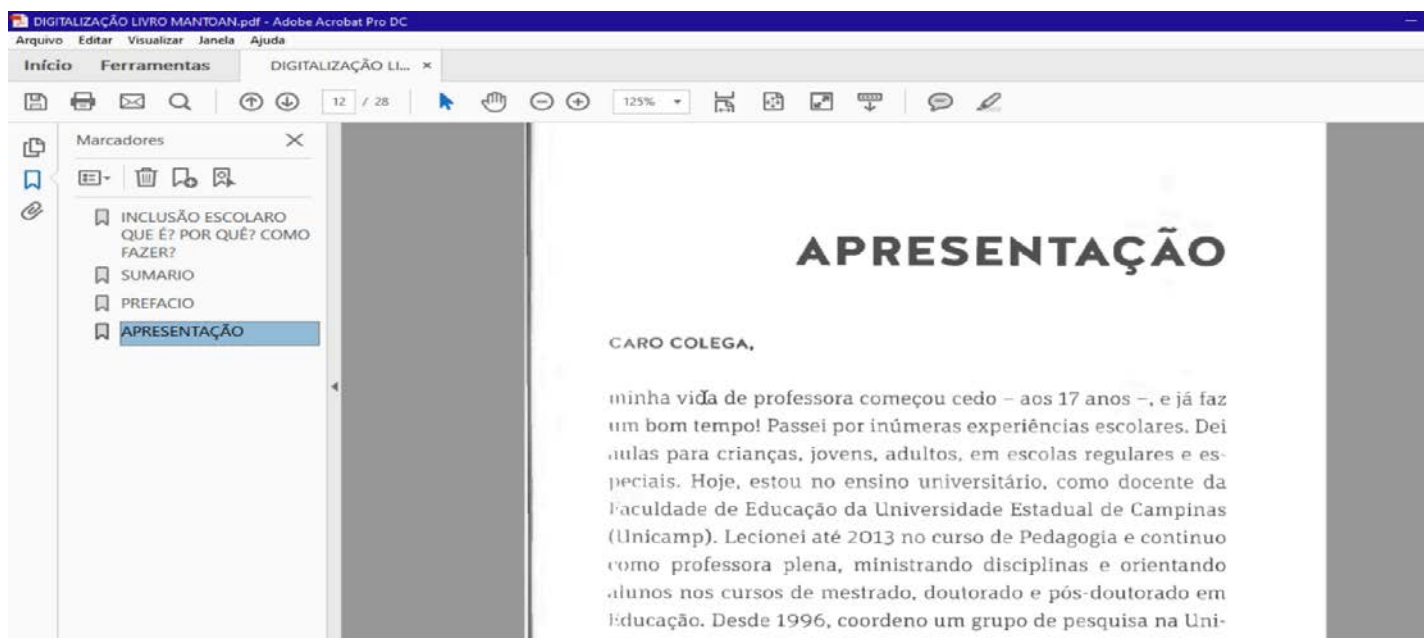 DIGITALIZAÇÃO LIVRO MANTOAN.pdf - Adobe Acrobat Pro DC
Arquivo Editar Visualizar Janela Ajuda
Início Ferramentas DIGITALIZAÇÃO LI... ×
12 / 28 125%
Marcadores
INCLUSÃO ESCOLARO
QUE É? POR QUÊ? COMO
FAZER?
SUMARIO
PREFACIO
APRESENTAÇÃO
APRESENTAÇÃO
CARO COLEGA,
minha vida de professora começou cedo – aos 17 anos –, e já faz
um bom tempo! Passei por inúmeras experiências escolares. Dei
aulas para crianças, jovens, adultos, em escolas regulares e es-
peciais. Hoje, estou no ensino universitário, como docente da
Faculdade de Educação da Universidade Estadual de Campinas
(Unicamp). Lecionei até 2013 no curso de Pedagogia e continuo
como professora plena, ministrando disciplinas e orientando
alunos nos cursos de mestrado, doutorado e pós-doutorado em
Educação. Desde 1996, coordeno um grupo de pesquisa na Uni-